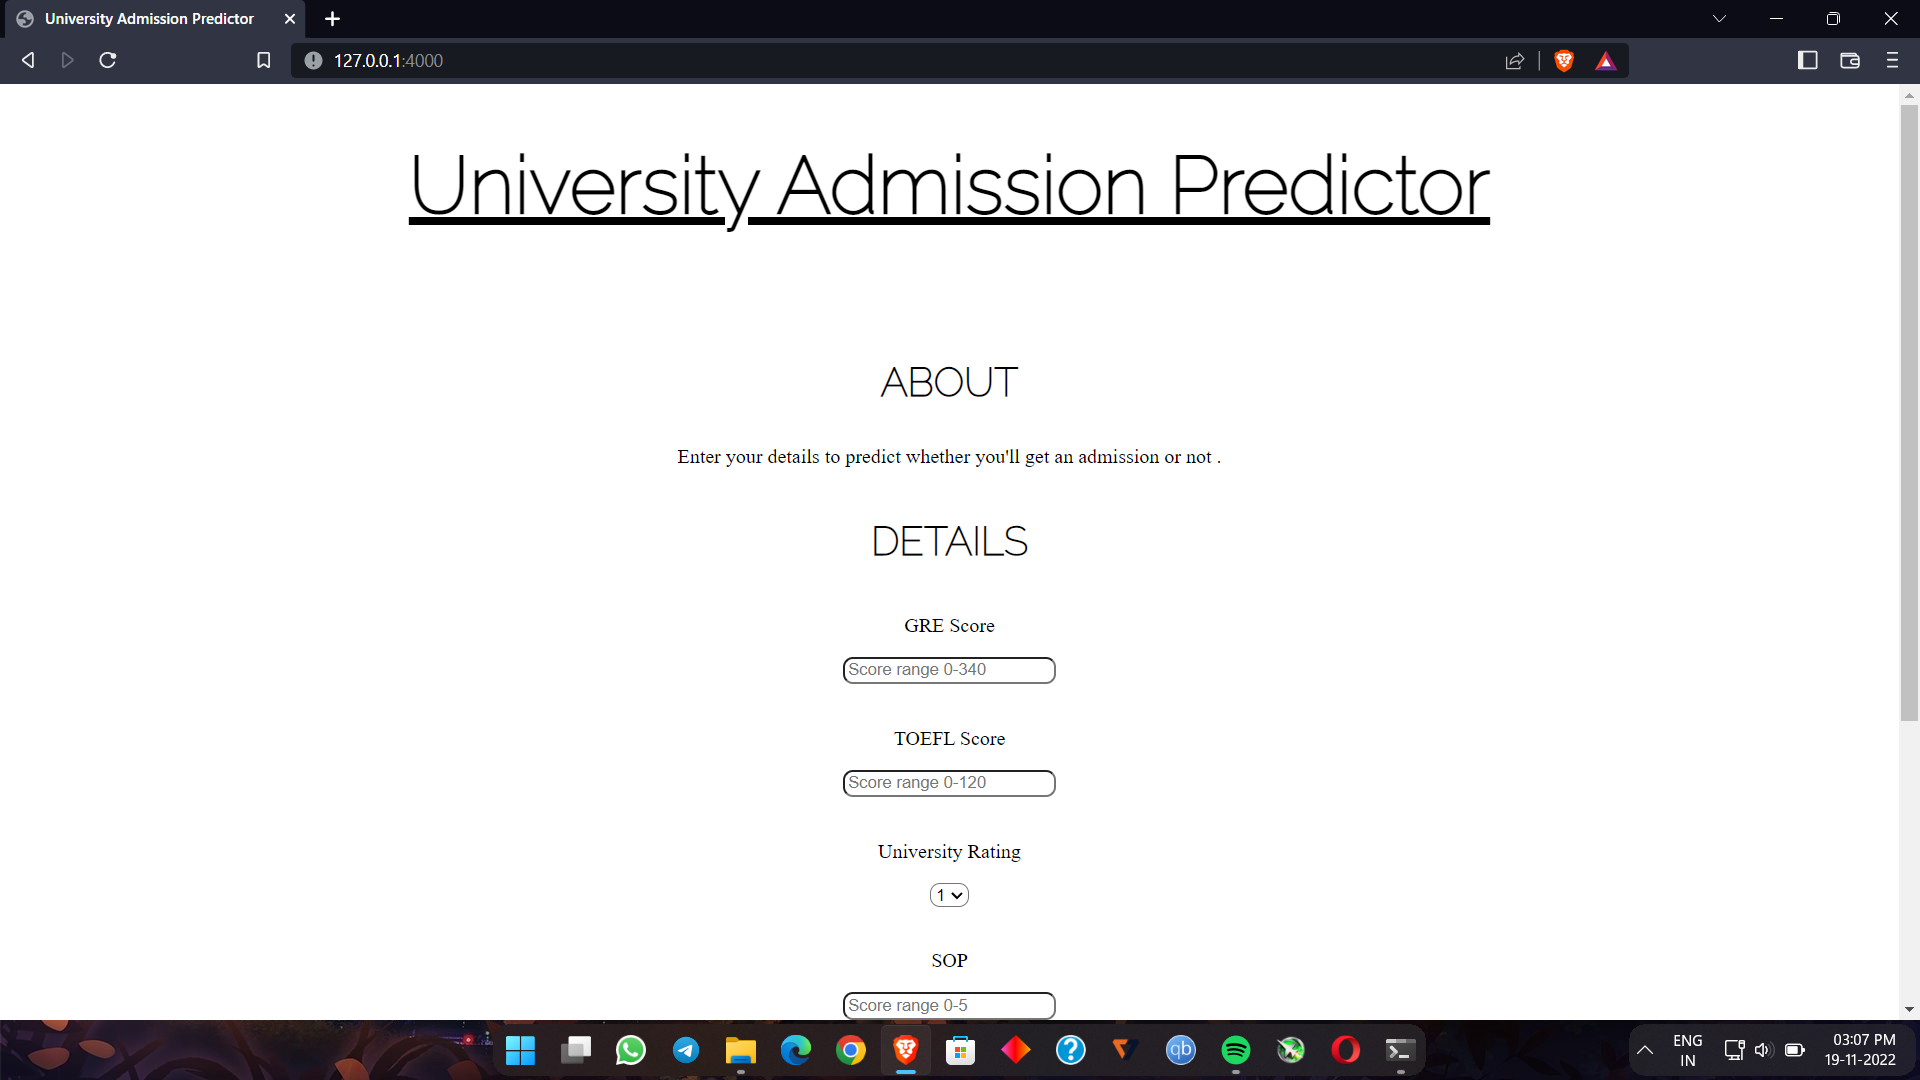 University Admission Predictor
127.0.0.1:4000
University Admission Predictor
ABOUT
Enter your details to predict whether you'll get an admission or not .
DETAILS
GRE Score
Score range 0-340
TOEFL Score
Score range 0-120
University Rating
1
SOP
Score range 0-5
qb
ENG
IN
03:07 PM
19-11-2022